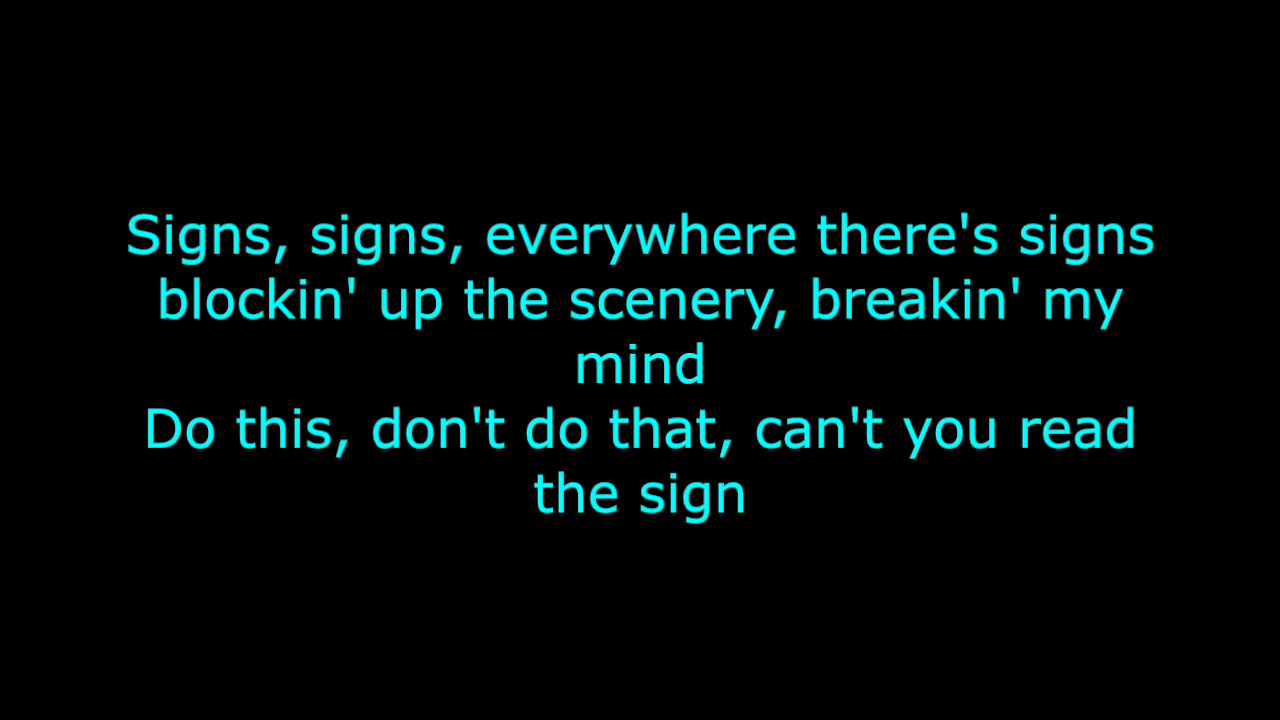 Signs, signs, everywhere there's signs
blockin' up the scenery, breakin' my
mind
Do this, don't do that, can't you read
the sign